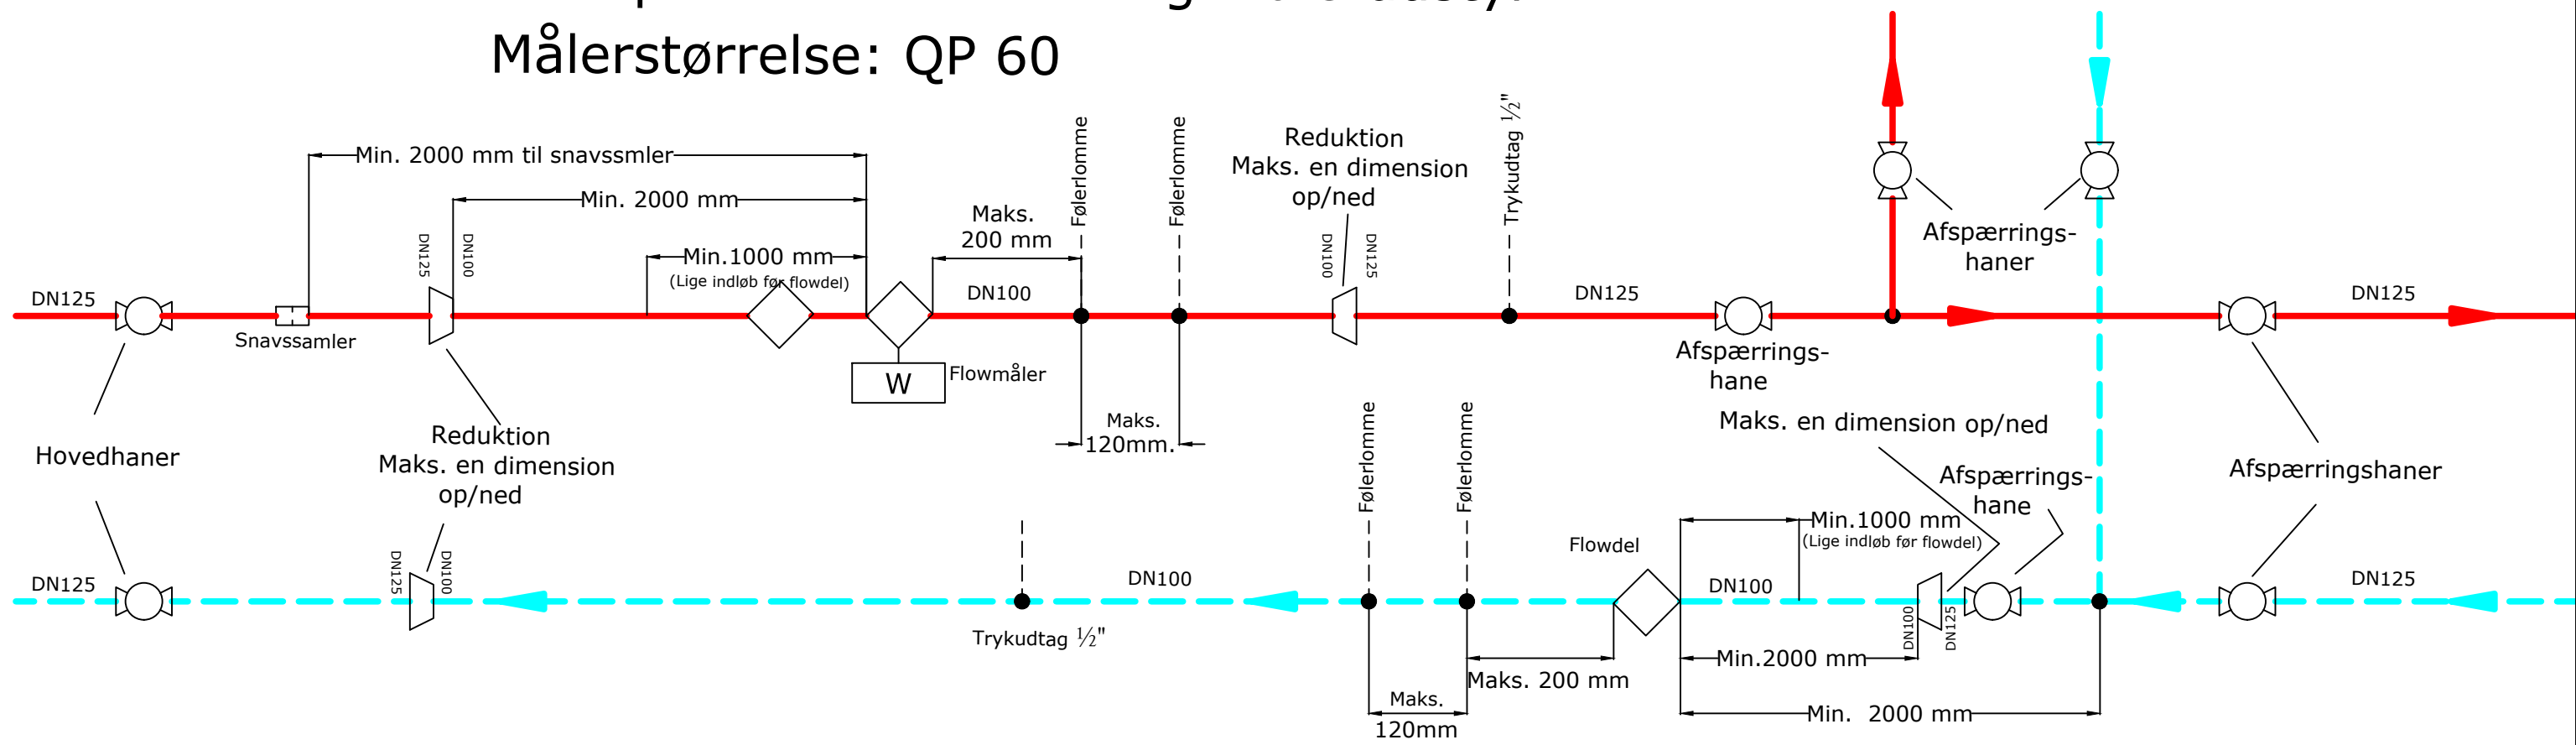 Målerstørrelse: QP 60
Min. 2000 mm til snavssmler
Min. 2000 mm
Min.1000 mm
(Lige indløb før flowdel)
DN125
DN125
DN100
Snavssamler
Maks.
200 mm
DN100
Følerlomme
Følerlomme
Reduktion
Maks. en dimension
op/ned
DN100
DN125
Trykudtag ½"
DN125
Afspærrings-
haner
DN125
W
Flowmåler
Maks.
120mm.
Afspærrings-
hane
Hovedhaner
Reduktion
Maks. en dimension
op/ned
Maks. en dimension op/ned
Afspærrings-
hane
Afspærringshaner
DN125
DN125
DN100
Trykudtag ½"
DN100
Følerlomme
Følerlomme
Flowdel
Min.1000 mm
(Lige indløb før flowdel)
DN100
DN100
DN125
DN125
Min.2000 mm
Maks. 200 mm
Maks.
120mm
Min. 2000 mm